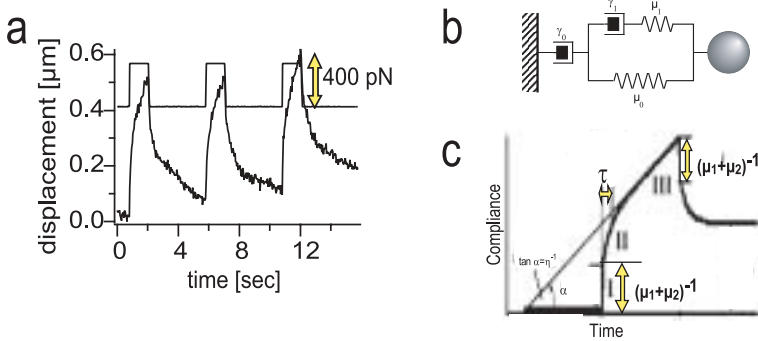 a
displacement [µm]
0.6
0.4
0.2
0.0
400 pN
0
4
8
12
time [sec]
b
γ₀
γ₁
μ₁
μ₀
c
Compliance
τ
(μ₁+μ₂)⁻¹
III
II
tan α=η⁻¹
α
I
(μ₁+μ₂)⁻¹
Time